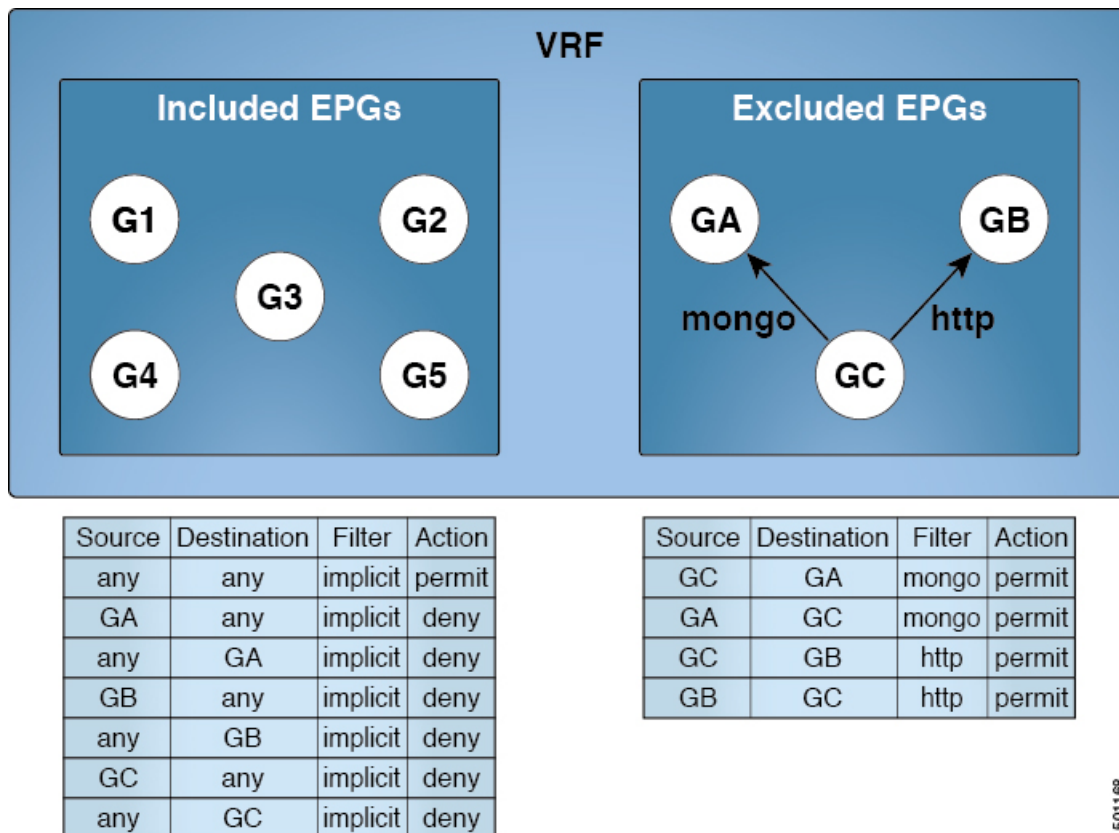 VRF
Included EPGs
G1
G2
G3
G4
G5
Excluded EPGs
GA
GB
mongo
http
GC
Source Destination Filter Action
any any implicit permit
GA any implicit deny
any GA implicit deny
GB any implicit deny
any GB implicit deny
GC any implicit deny
any GC implicit deny
Source Destination Filter Action
GC GA mongo permit
GA GC mongo permit
GC GB http permit
GB GC http permit
501168